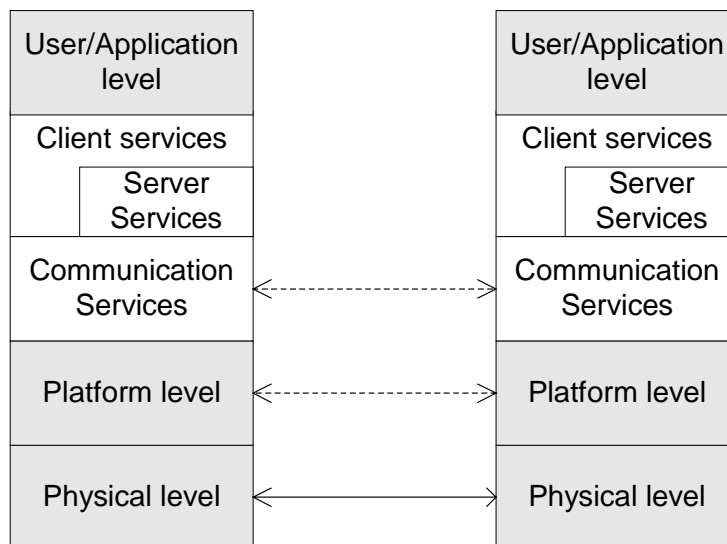 User/Application
level
Client services
Server
Services
Communication
Services
Platform level
Physical level
User/Application
level
Client services
Server
Services
Communication
Services
Platform level
Physical level